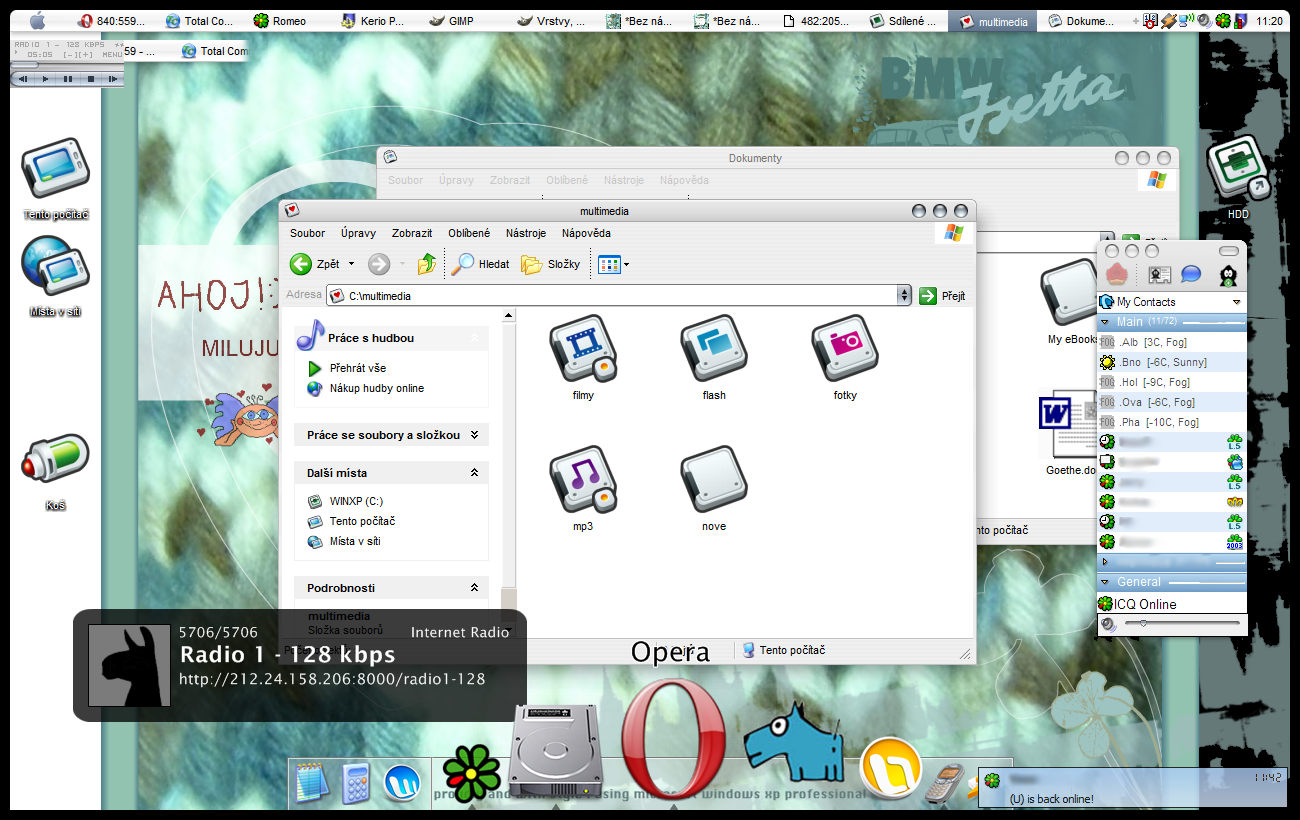 840:559...
Total Co...
Romeo
Kerio P...
GIMP
Vrstvy, ...
*Bez ná...
*Bez ná...
482:205...
Sdílené ...
multimedia
Dokume...
11:20
RADIO 1 - 128 KBPS **
05:05 [-][+] MENU
59 - ...
Total Com
BMW
Isetta
Tento počítač
Místa v síti
Koš
HDD
AHOJ!:)
MILUJU
Dokumenty
Soubor Úpravy Zobrazit Oblíbené Nástroje Nápověda
My eBooks
Goethe.do
nto počítač
multimedia
Soubor Úpravy Zobrazit Oblíbené Nástroje Nápověda
Zpět Hledat Složky
Adresa C:\multimedia Přejít
Práce s hudbou
Přehrát vše
Nákup hudby online
Práce se soubory a složkou
Další místa
WINXP (C:)
Tento počítač
Místa v síti
Podrobnosti
multimedia
Složka souborů
filmy
flash
fotky
mp3
nove
Tento počítač
My Contacts
Main (11/72)
.Alb [3C, Fog]
.Bno [-6C, Sunny]
.Hol [-9C, Fog]
.Ova [-6C, Fog]
.Pha [-10C, Fog]
L.5
L.5
L.5
2003
General
ICQ Online
5706/5706 Internet Radio
Radio 1 - 128 kbps
http://212.24.158.206:8000/radio1-128
Opera
using microsoft windows xp professional
11:42
(U) is back online!